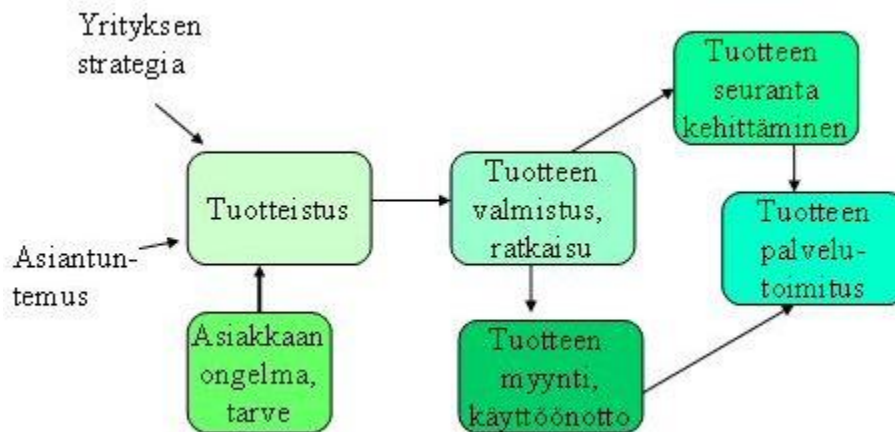 Yrityksen
strategia
Tuotteen
seuranta
kehittäminen
Tuotteistus
Tuotteen
valmistus,
ratkaisu
Tuotteen
palvelu-
toimitus
Asiantun-
temus
Asiakkaan
ongelma,
tarve
Tuotteen
myynti,
käyttöönotto